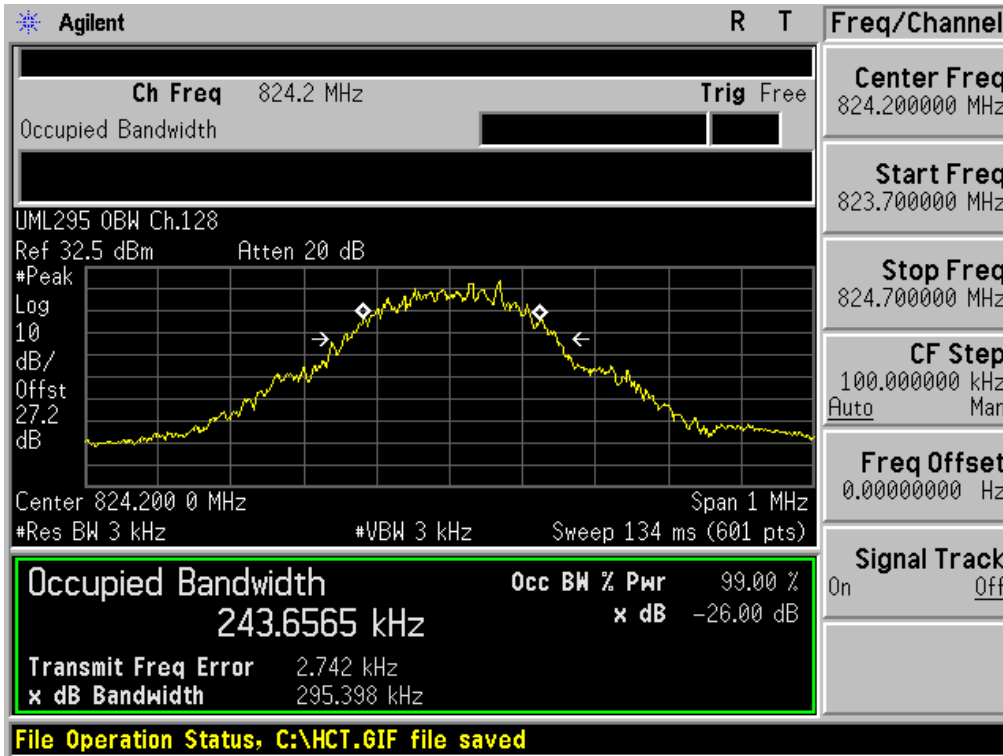 Agilent R T Freq/Channel
Ch Freq 824.2 MHz Trig Free
Occupied Bandwidth
Center Freq
824.200000 MHz
Start Freq
823.700000 MHz
Stop Freq
824.700000 MHz
CF Step
100.000000 kHz
Auto Man
Freq Offset
0.00000000 Hz
Signal Track
On Off
UML295 OBW Ch.128
Ref 32.5 dBm Atten 20 dB
#Peak
Log
10
dB/
Offst
27.2
dB
Center 824.200 0 MHz Span 1 MHz
#Res BW 3 kHz #VBW 3 kHz Sweep 134 ms (601 pts)
Occupied Bandwidth Occ BW % Pwr 99.00 %
243.6565 kHz x dB -26.00 dB
Transmit Freq Error 2.742 kHz
x dB Bandwidth 295.398 kHz
File Operation Status, C:\HCT.GIF file saved